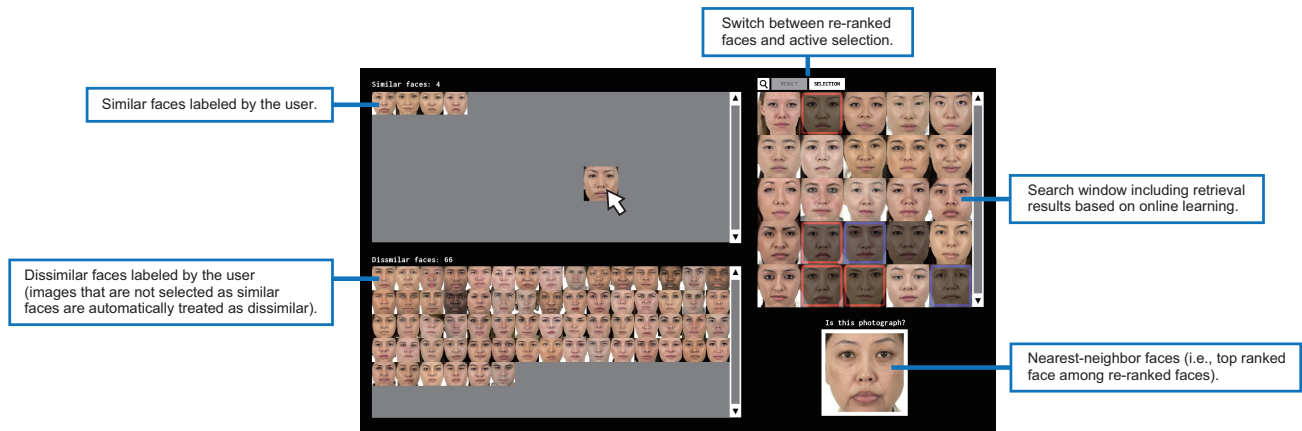 Switch between re-ranked
faces and active selection.
Similar faces labeled by the user.
Similar faces: 4
RESULT
SELECTION
Search window including retrieval
results based on online learning.
Dissimilar faces labeled by the user
(images that are not selected as similar
faces are automatically treated as dissimilar).
Dissmilar faces: 66
Is this photograph?
Nearest-neighbor faces (i.e., top ranked
face among re-ranked faces).